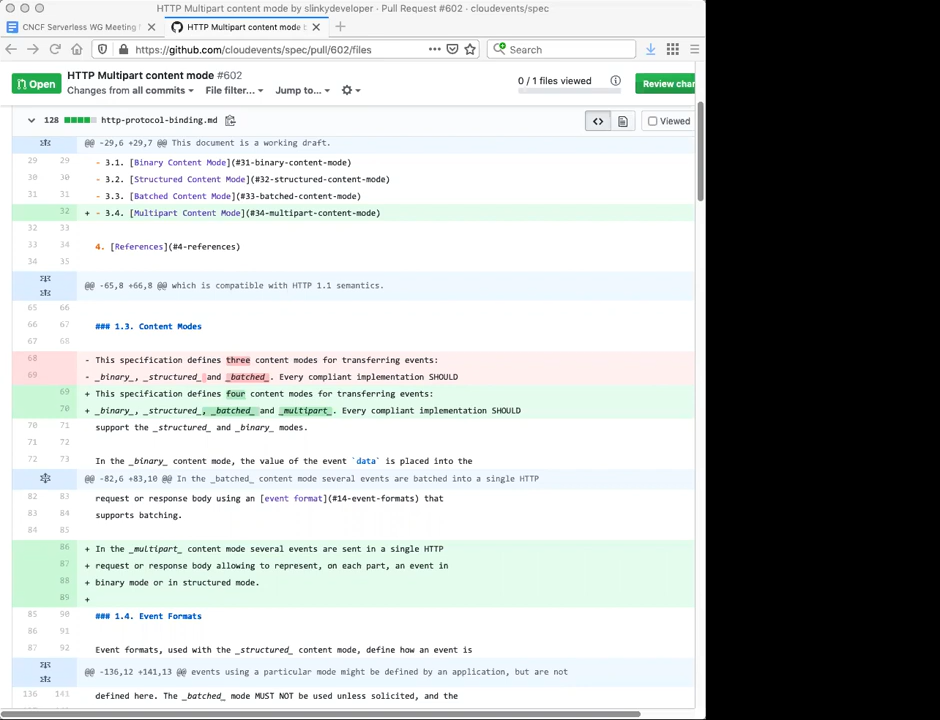 HTTP Multipart content mode by slinkydeveloper · Pull Request #602 · cloudevents/spec
CNCF Serverless WG Meeting
HTTP Multipart content mode
https://github.com/cloudevents/spec/pull/602/files
Search
Open
HTTP Multipart content mode #602
Changes from all commits
File filter...
Jump to...
0 / 1 files viewed
Review char
128 http-protocol-binding.md
Viewed
@@ -29,6 +29,7 @@ This document is a working draft.
29 29 - 3.1. [Binary Content Mode](#31-binary-content-mode)
30 30 - 3.2. [Structured Content Mode](#32-structured-content-mode)
31 31 - 3.3. [Batched Content Mode](#33-batched-content-mode)
32 + - 3.4. [Multipart Content Mode](#34-multipart-content-mode)
32 33
33 34 4. [References](#4-references)
34 35
@@ -65,8 +66,8 @@ which is compatible with HTTP 1.1 semantics.
65 66
66 67 ### 1.3. Content Modes
67 68
68 - This specification defines three content modes for transferring events:
69 - _binary_, _structured_ and _batched_. Every compliant implementation SHOULD
69 + This specification defines four content modes for transferring events:
70 + _binary_, _structured_, _batched_ and _multipart_. Every compliant implementation SHOULD
70 71 support the _structured_ and _binary_ modes.
71 72
72 73 In the _binary_ content mode, the value of the event `data` is placed into the
@@ -82,6 +83,10 @@ In the _batched_ content mode several events are batched into a single HTTP
82 83 request or response body using an [event format](#14-event-formats) that
83 84 supports batching.
84 85
86 + In the _multipart_ content mode several events are sent in a single HTTP
87 + request or response body allowing to represent, on each part, an event in
88 + binary mode or in structured mode.
89 +
85 90 ### 1.4. Event Formats
86 91
87 92 Event formats, used with the _structured_ content mode, define how an event is
@@ -136,12 +141,13 @@ events using a particular mode might be defined by an application, but are not
136 141 defined here. The _batched_ mode MUST NOT be used unless solicited, and the